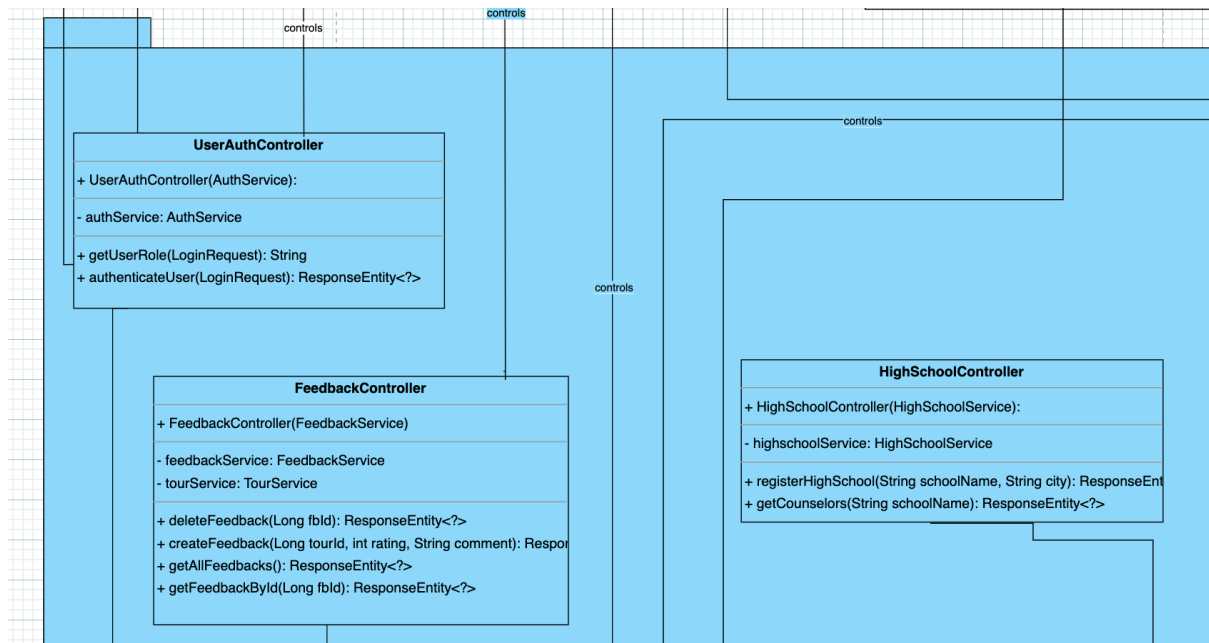 controls
controls
controls
controls
UserAuthController
+ UserAuthController(AuthService):
- authService: AuthService
+ getUserRole(LoginRequest): String
+ authenticateUser(LoginRequest): ResponseEntity<?>
FeedbackController
+ FeedbackController(FeedbackService)
- feedbackService: FeedbackService
- tourService: TourService
+ deleteFeedback(Long fbId): ResponseEntity<?>
+ createFeedback(Long tourId, int rating, String comment): Respor
+ getAllFeedbacks(): ResponseEntity<?>
+ getFeedbackById(Long fbId): ResponseEntity<?>
HighSchoolController
+ HighSchoolController(HighSchoolService):
- highschoolService: HighSchoolService
+ registerHighSchool(String schoolName, String city): ResponseEnt
+ getCounselors(String schoolName): ResponseEntity<?>